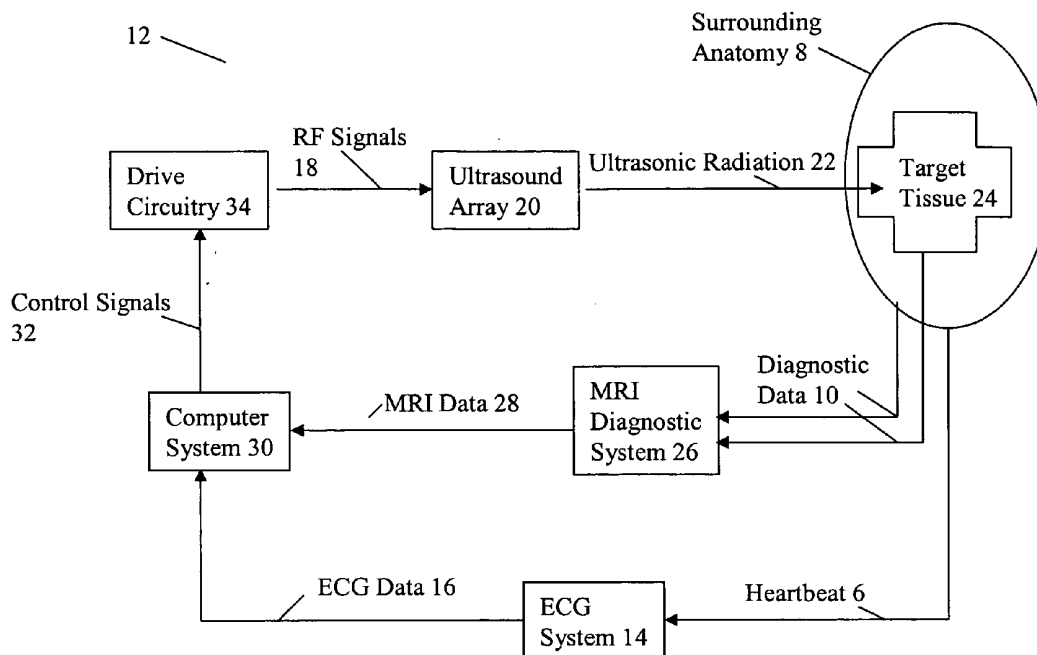 12
Surrounding
Anatomy 8
RF Signals
18
Drive
Circuitry 34
Ultrasound
Array 20
Ultrasonic Radiation 22
Target
Tissue 24
Control Signals
32
Computer
System 30
MRI Data 28
MRI
Diagnostic
System 26
Diagnostic
Data 10
ECG Data 16
ECG
System 14
Heartbeat 6